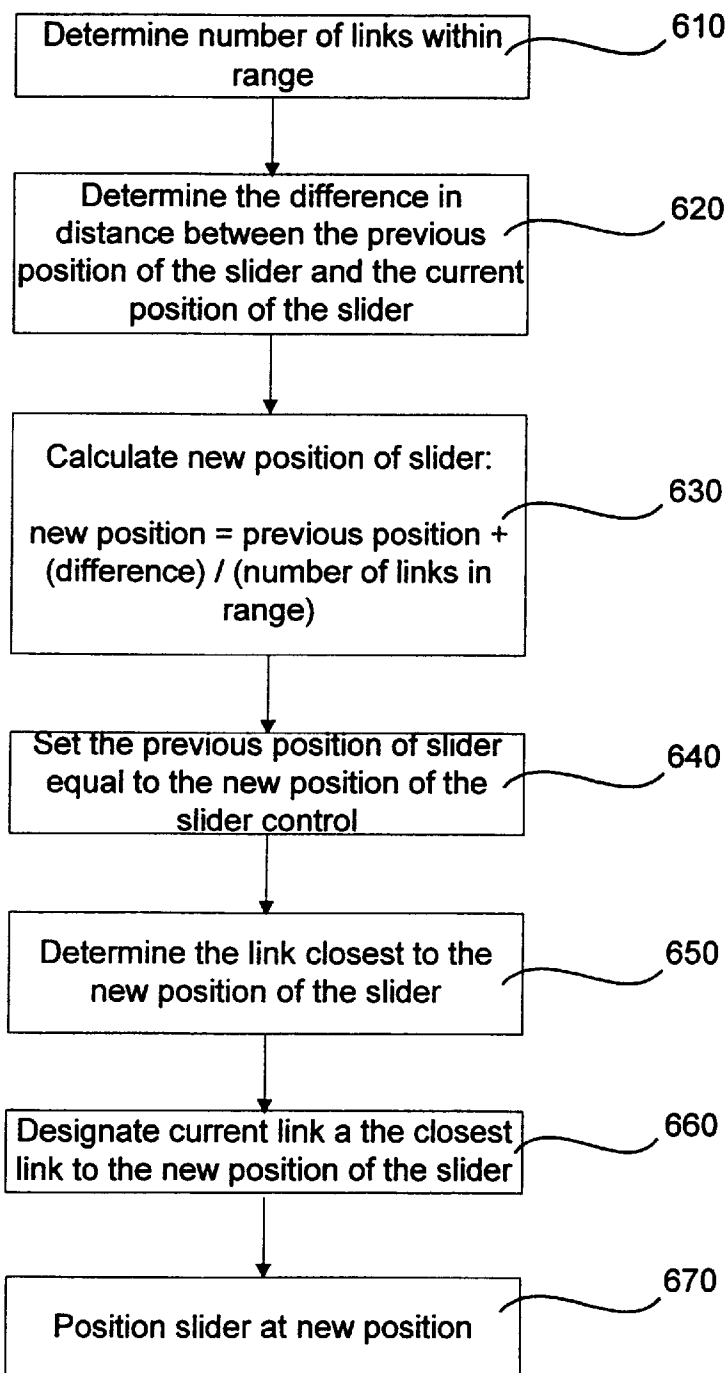 Determine number of links within
range
610
Determine the difference in
distance between the previous
position of the slider and the current
position of the slider
620
Calculate new position of slider:
new position = previous position +
(difference) / (number of links in
range)
630
Set the previous position of slider
equal to the new position of the
slider control
640
Determine the link closest to the
new position of the slider
650
Designate current link a the closest
link to the new position of the slider
660
Position slider at new position
670